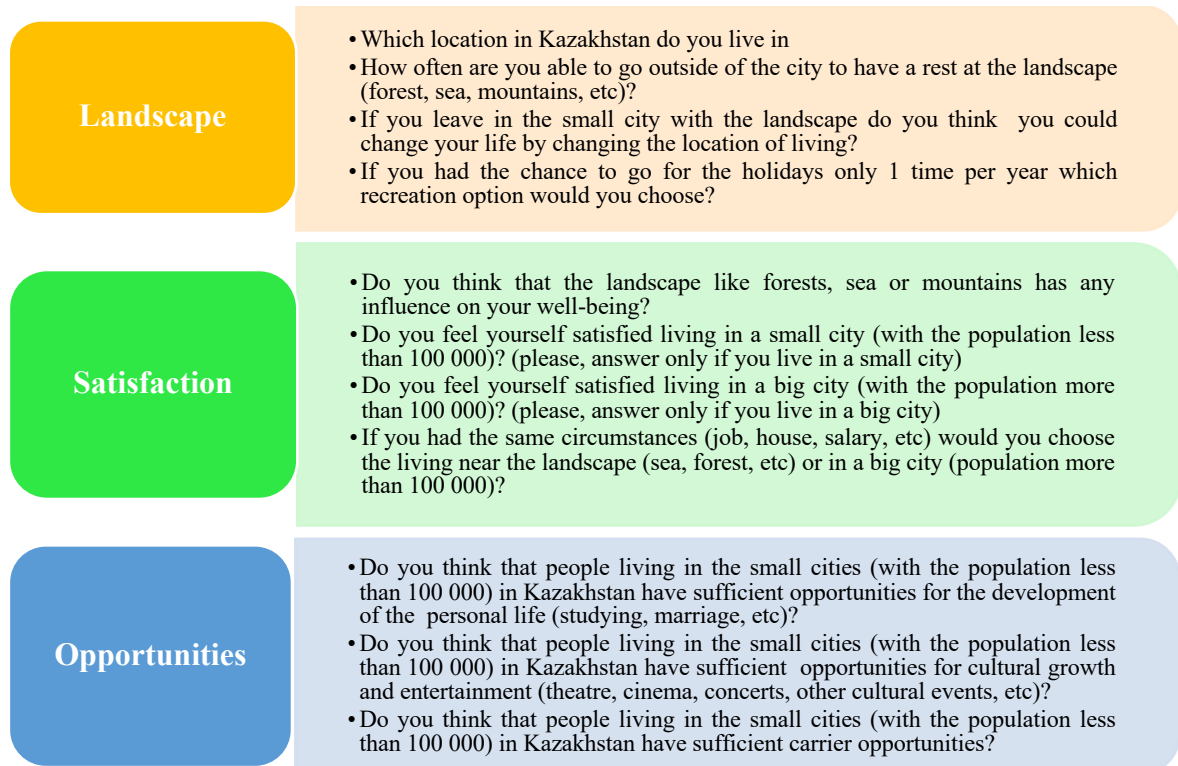 Landscape
•Which location in Kazakhstan do you live in
•How often are you able to go outside of the city to have a rest at the landscape
(forest, sea, mountains, etc)?
•If you leave in the small city with the landscape do you think you could
change your life by changing the location of living?
•If you had the chance to go for the holidays only 1 time per year which
recreation option would you choose?
Satisfaction
•Do you think that the landscape like forests, sea or mountains has any
influence on your well-being?
•Do you feel yourself satisfied living in a small city (with the population less
than 100 000)? (please, answer only if you live in a small city)
•Do you feel yourself satisfied living in a big city (with the population more
than 100 000)? (please, answer only if you live in a big city)
•If you had the same circumstances (job, house, salary, etc) would you choose
the living near the landscape (sea, forest, etc) or in a big city (population more
than 100 000)?
Opportunities
•Do you think that people living in the small cities (with the population less
than 100 000) in Kazakhstan have sufficient opportunities for the development
of the personal life (studying, marriage, etc)?
•Do you think that people living in the small cities (with the population less
than 100 000) in Kazakhstan have sufficient opportunities for cultural growth
and entertainment (theatre, cinema, concerts, other cultural events, etc)?
•Do you think that people living in the small cities (with the population less
than 100 000) in Kazakhstan have sufficient carrier opportunities?